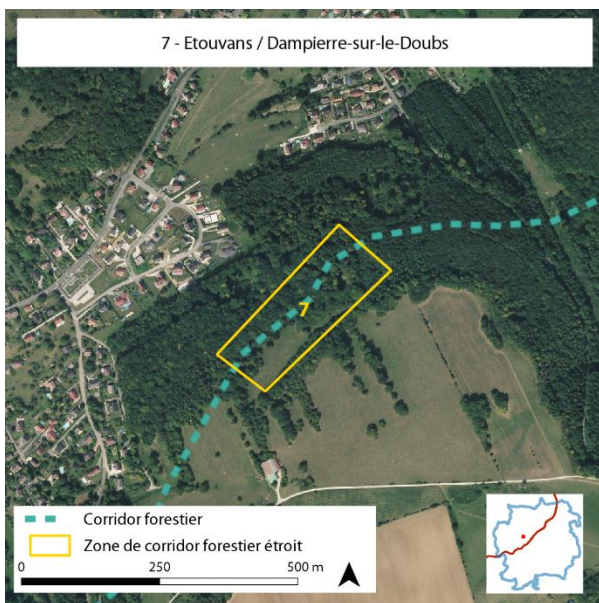 7 - Etouvans / Dampierre-sur-le-Doubs
7
Corridor forestier
Zone de corridor forestier étroit
0 250 500 m